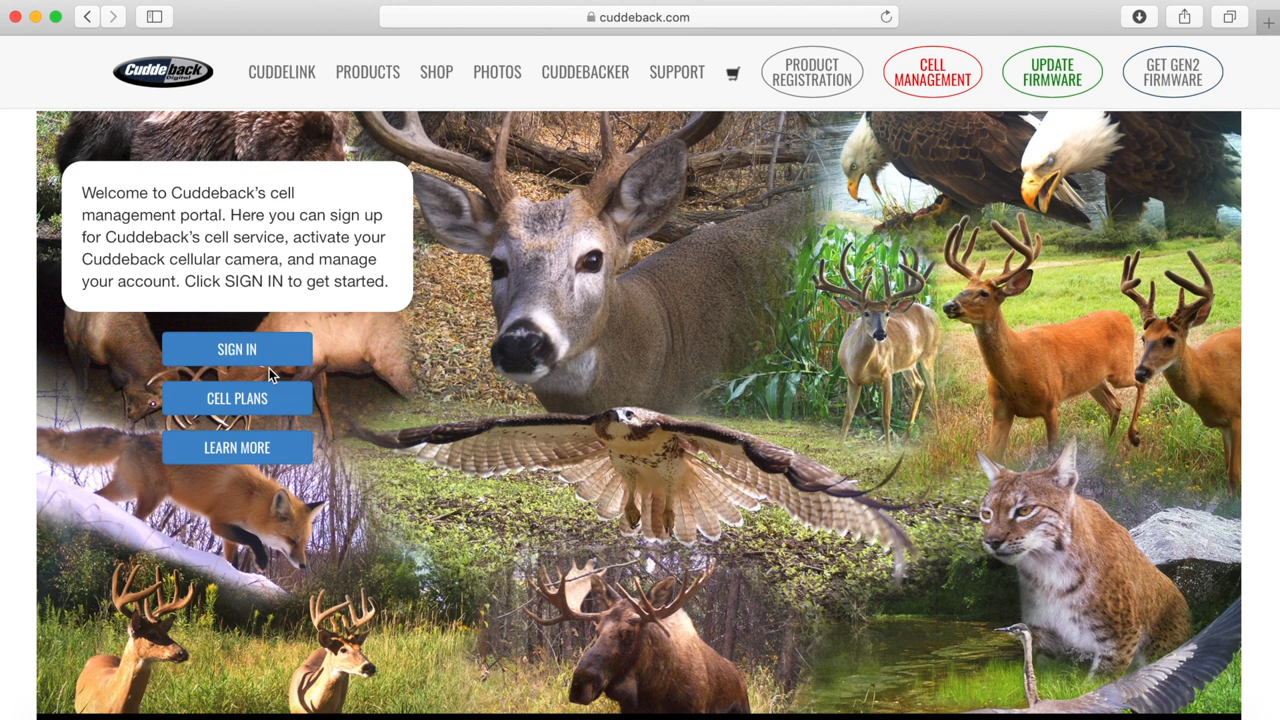 cuddeback.com
Cuddeback
Digital
CUDDELINK
PRODUCTS
SHOP
PHOTOS
CUDDEBACKER
SUPPORT
PRODUCT
REGISTRATION
CELL
MANAGEMENT
UPDATE
FIRMWARE
GET GEN2
FIRMWARE
Welcome to Cuddeback’s cell
management portal. Here you can sign up
for Cuddeback’s cell service, activate your
Cuddeback cellular camera, and manage
your account. Click SIGN IN to get started.
SIGN IN
CELL PLANS
LEARN MORE